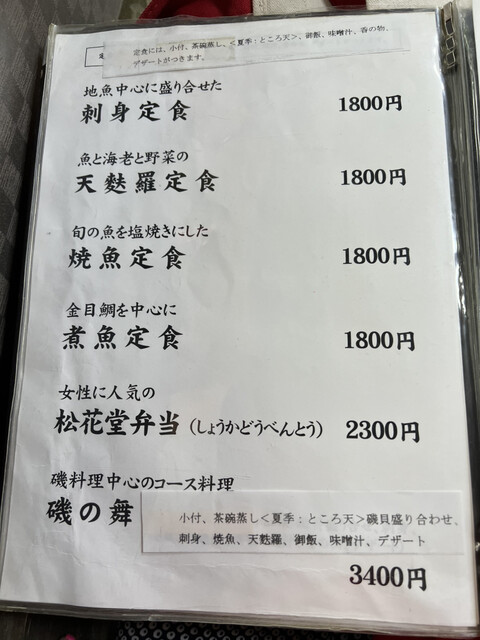 定食には、小付、茶碗蒸し、<夏季:ところ天>、御飯、味噌汁、香の物、
デザートがつきます。
地魚中心に盛り合せた
刺身定食 1800円
魚と海老と野菜の
天麩羅定食 1800円
旬の魚を塩焼きにした
焼魚定食 1800円
金目鯛を中心に
煮魚定食 1800円
女性に人気の
松花堂弁当(しょうかどうべんとう) 2300円
磯料理中心のコース料理
磯の舞
小付、茶碗蒸し<夏季:ところ天>磯貝盛り合わせ、
刺身、焼魚、天麩羅、御飯、味噌汁、デザート
3400円